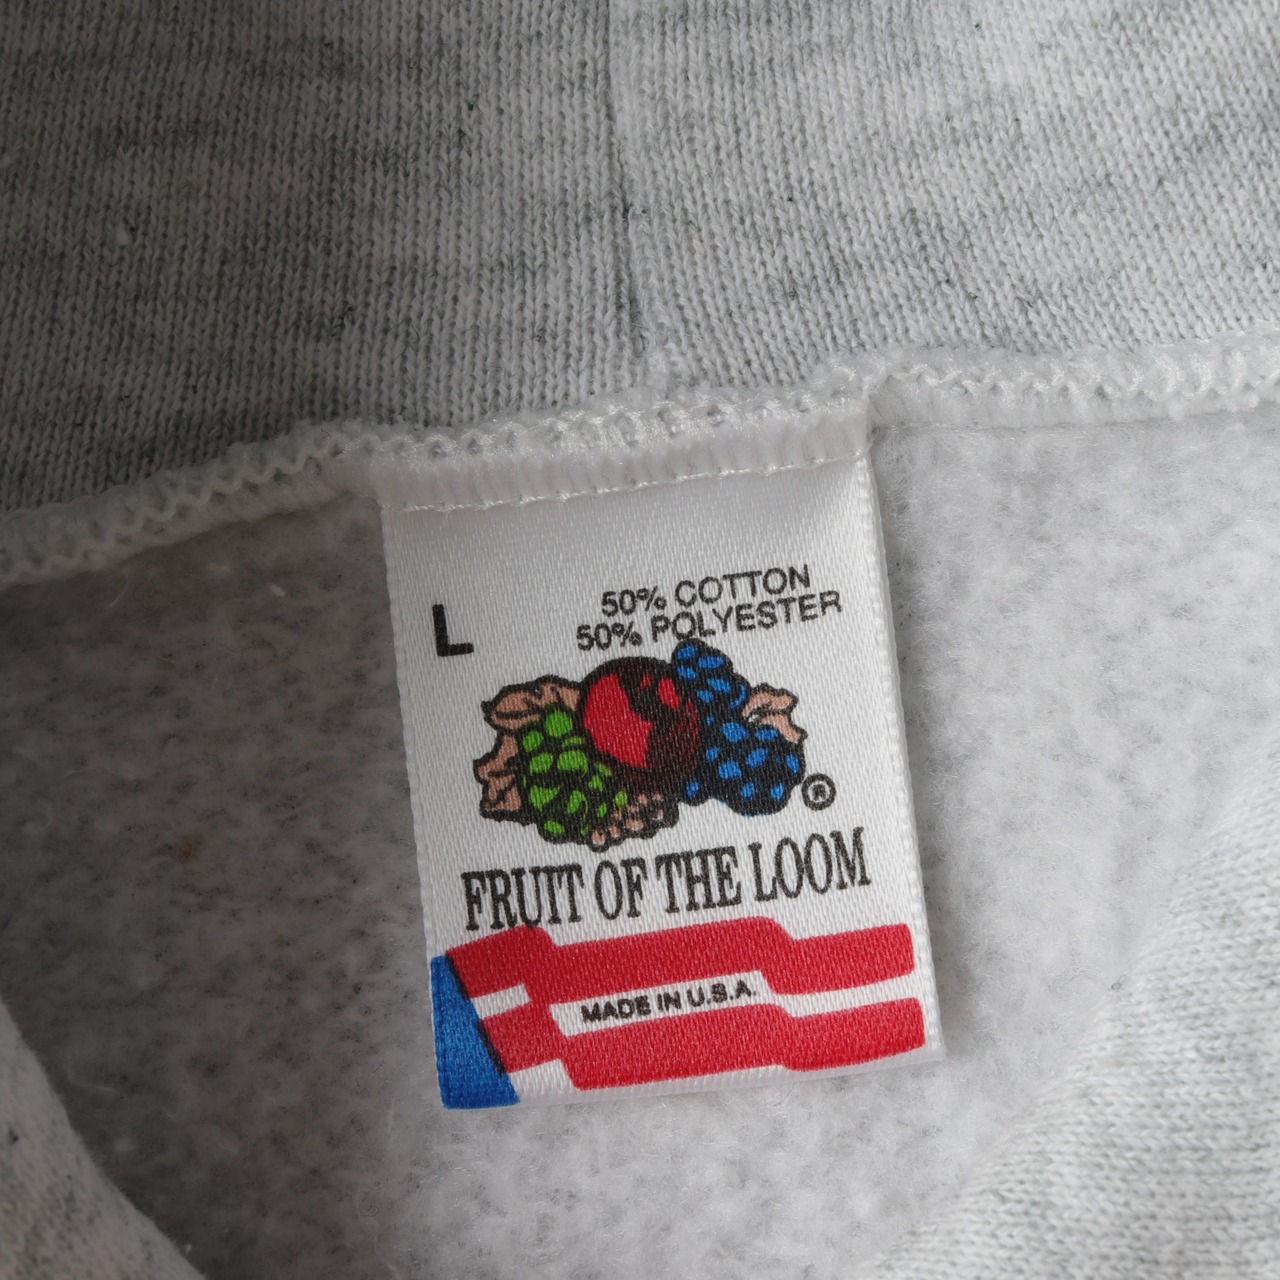 L
50% COTTON
50% POLYESTER
®
FRUIT OF THE LOOM
MADE IN U.S.A.